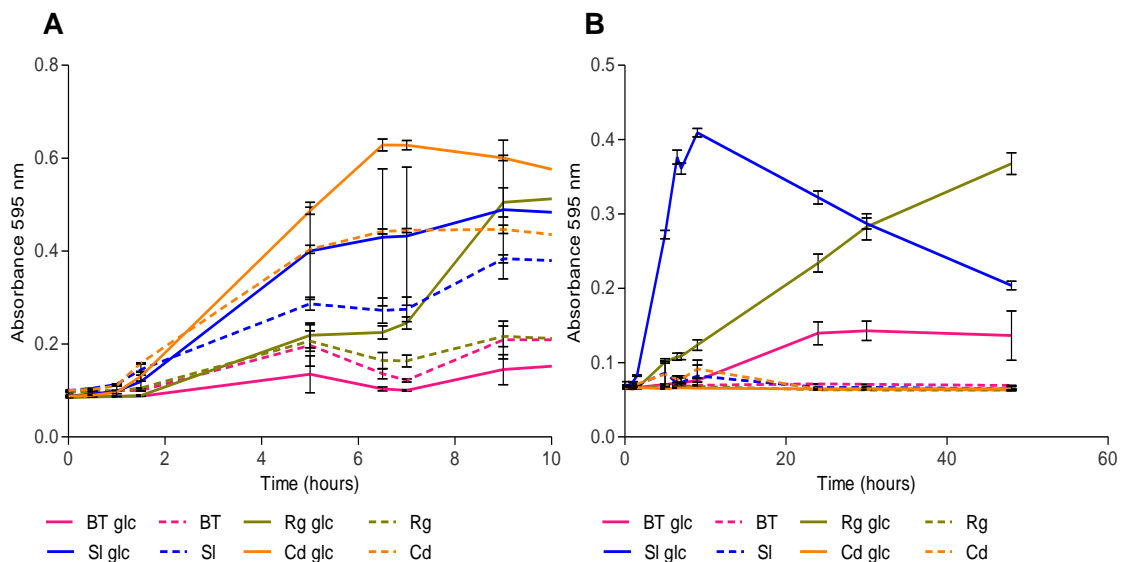 A
B
0.8
0.6
0.4
0.2
0.0
Absorbance 595 nm
0 2 4 6 8 10
Time (hours)
0.5
0.4
0.3
0.2
0.1
0.0
Absorbance 595 nm
0 20 40 60
Time (hours)
BT glc BT Rg glc Rg
Sl glc Sl Cd glc Cd
BT glc BT Rg glc Rg
Sl glc Sl Cd glc Cd